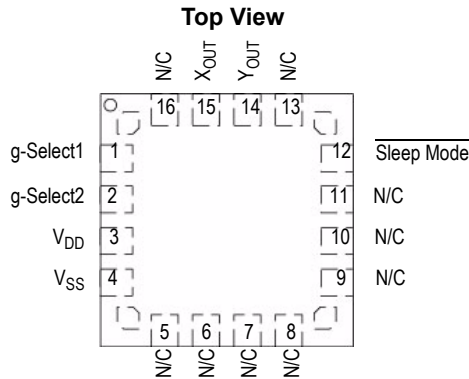 Top View
N/C
XOUT
YOUT
N/C
16 15 14 13
g-Select1 1 12 Sleep Mode
g-Select2 2 11 N/C
VDD 3 10 N/C
VSS 4 9 N/C
5 6 7 8
N/C
N/C
N/C
N/C